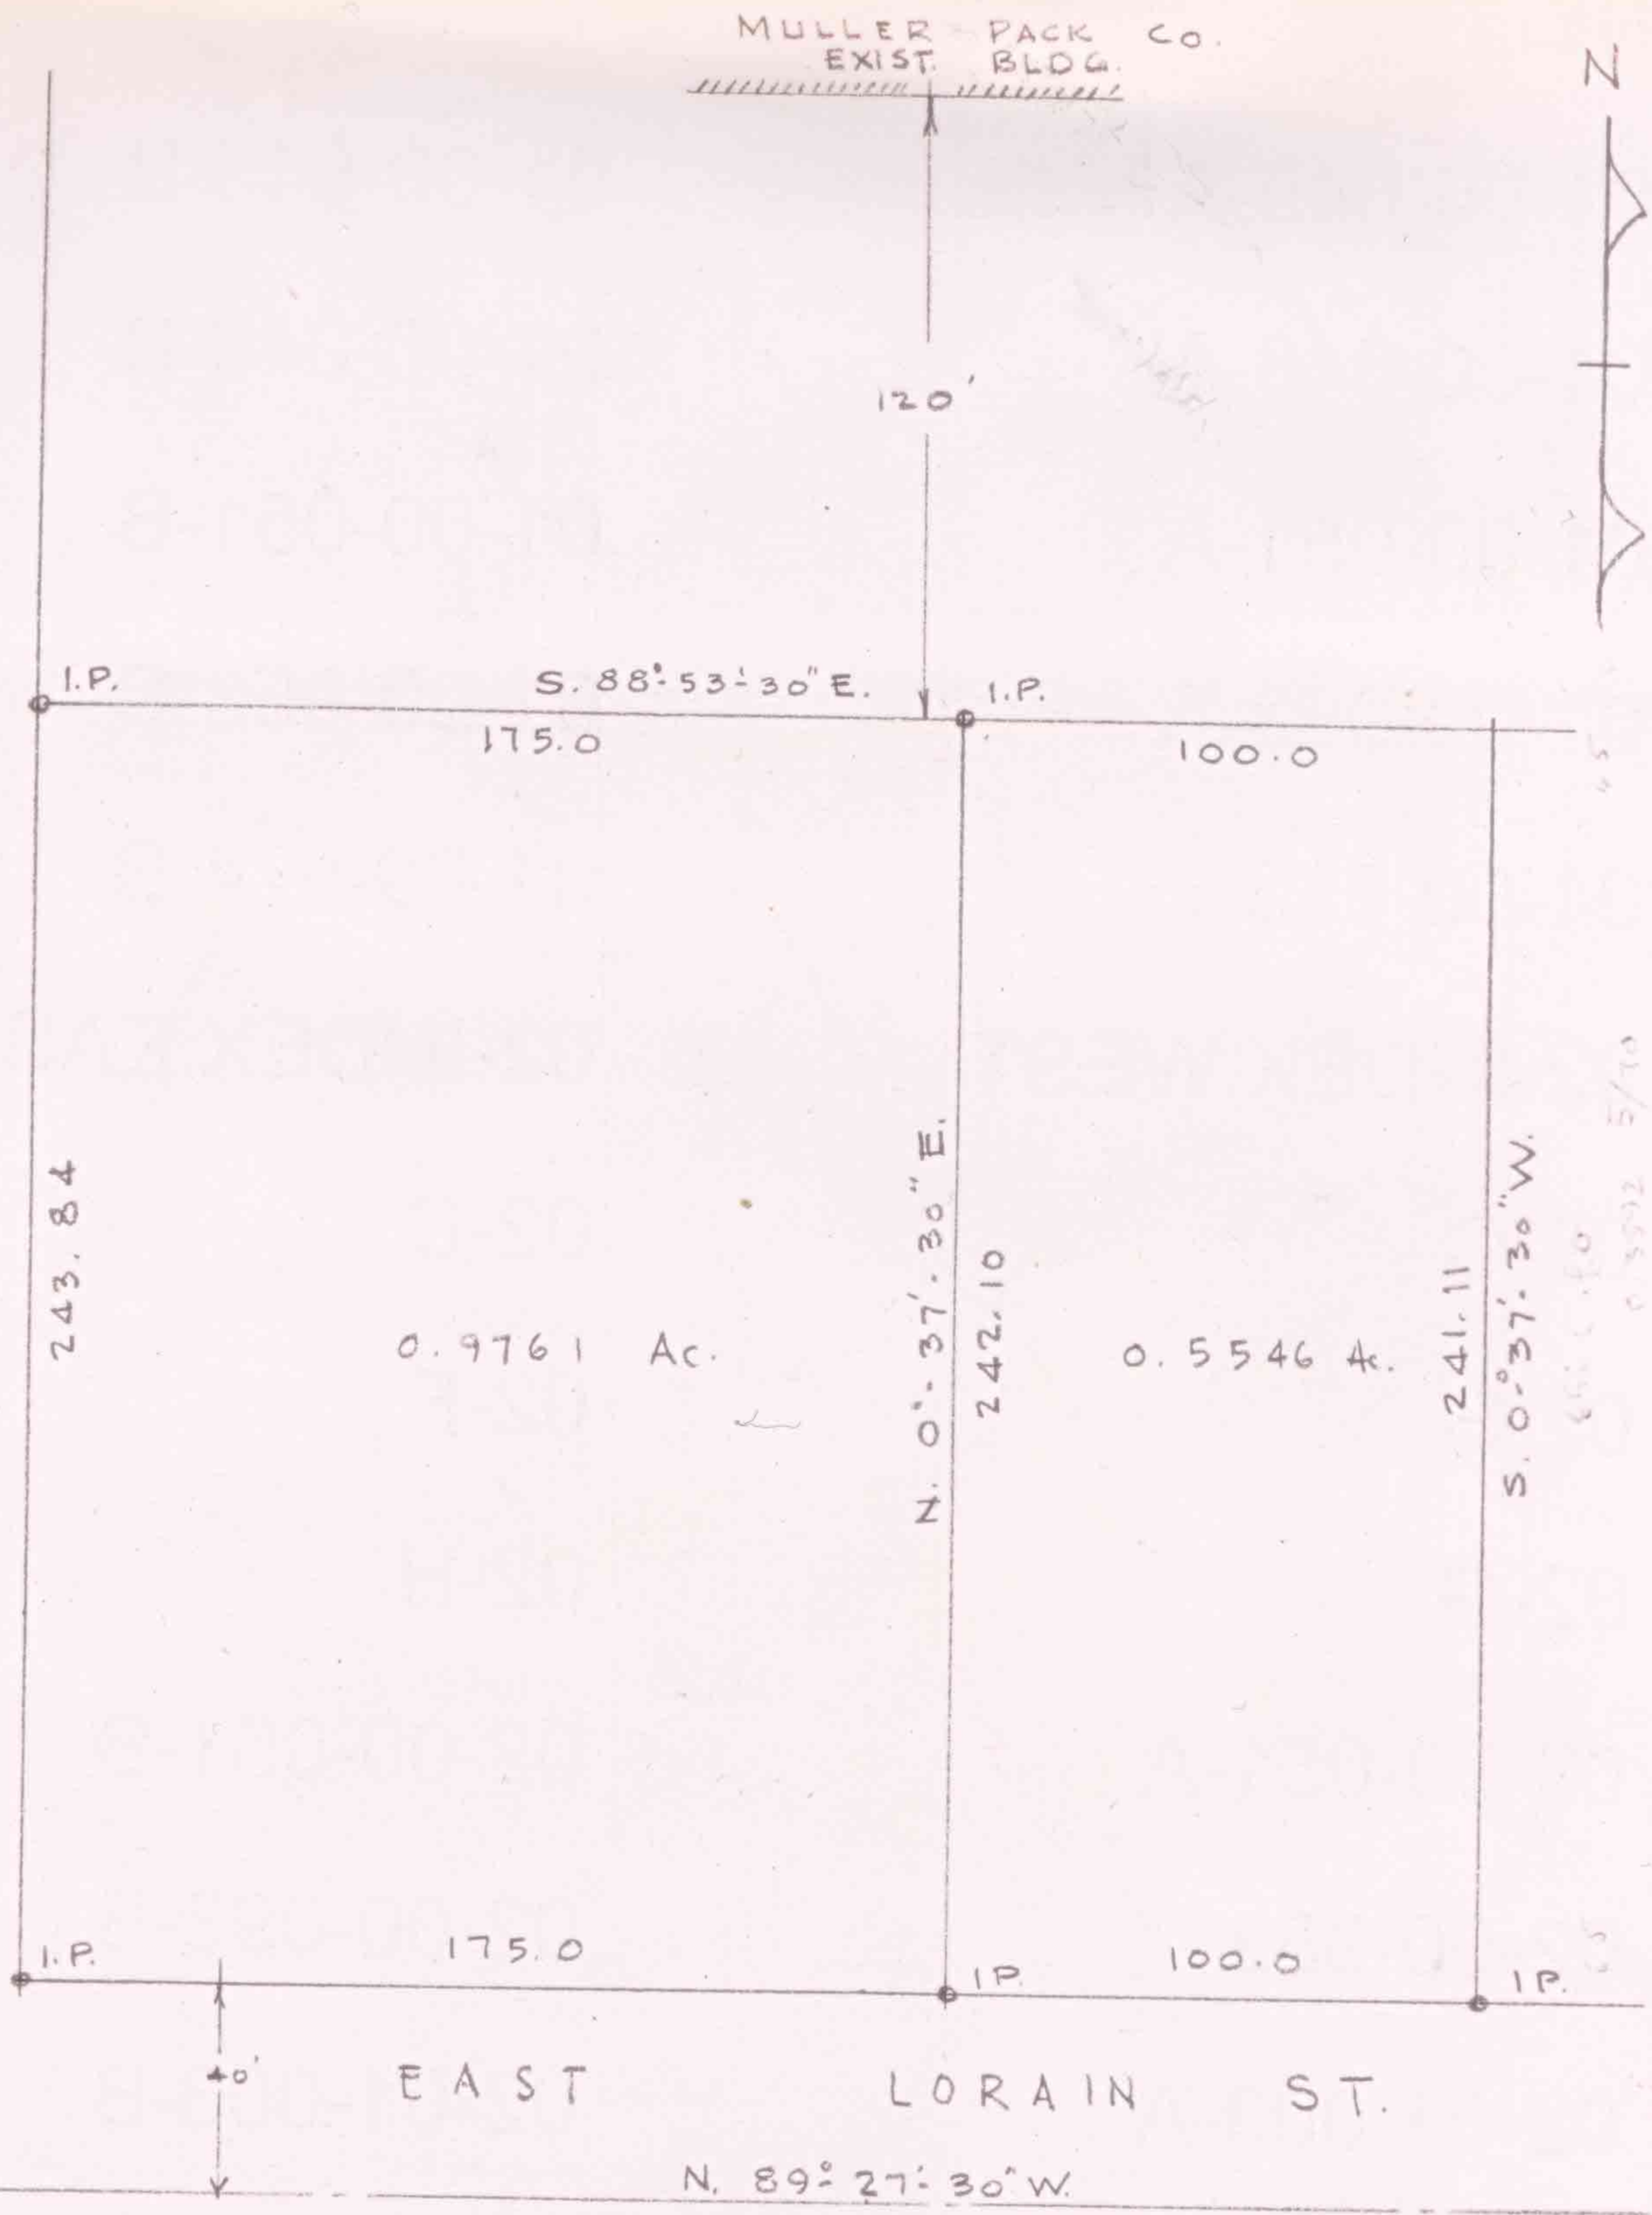 MULLER PACK CO.
EXIST. BLDG.
N
120'
I.P.
S. 88°-53'-30" E.
I.P.
175.0
100.0
243.84
0.9761 Ac.
N. 0°-37'-30" E.
242.10
0.5546 Ac.
241.11
S. 0°-37'-30" W.
I.P.
175.0
I P.
100.0
I P.
40'
EAST LORAIN ST.
N. 89°-27'-30" W.